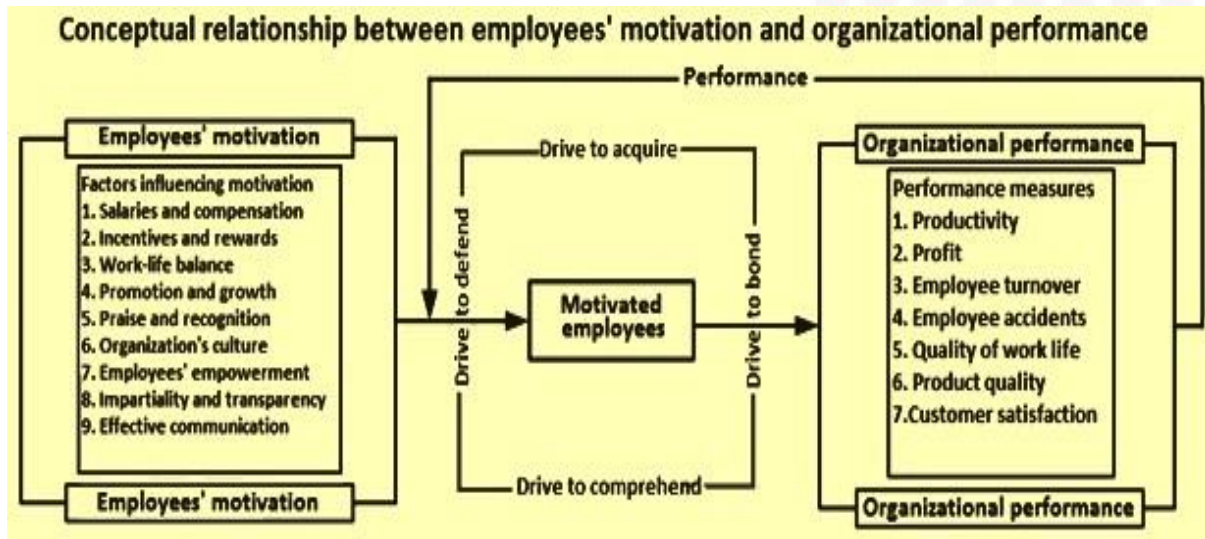 Conceptual relationship between employees' motivation and organizational performance
Performance
Employees' motivation
Factors influencing motivation
1. Salaries and compensation
2. Incentives and rewards
3. Work-life balance
4. Promotion and growth
5. Praise and recognition
6. Organization's culture
7. Employees' empowerment
8. Impartiality and transparency
9. Effective communication
Employees' motivation
Drive to acquire
Drive to defend
Motivated
employees
Drive to bond
Drive to comprehend
Organizational performance
Performance measures
1. Productivity
2. Profit
3. Employee turnover
4. Employee accidents
5. Quality of work life
6. Product quality
7.Customer satisfaction
Organizational performance